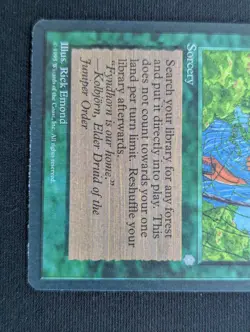 Sorcery
Search your library for any forest
and put it directly into play. This
does not count towards your one
land per turn limit. Reshuffle your
library afterwards.
"Fyndhorn is our home."
—Kolbjörn, Elder Druid of the
Juniper Order
Illus. Rick Emond
©1995 Wizards of the Coast, Inc. All rights reserved.